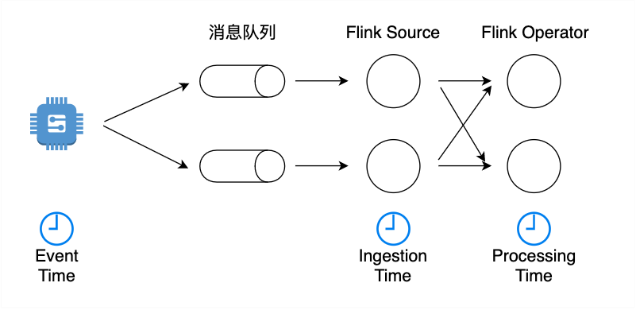 消息队列
Flink Source
Flink Operator
Event
Time
Ingestion
Time
Processing
Time